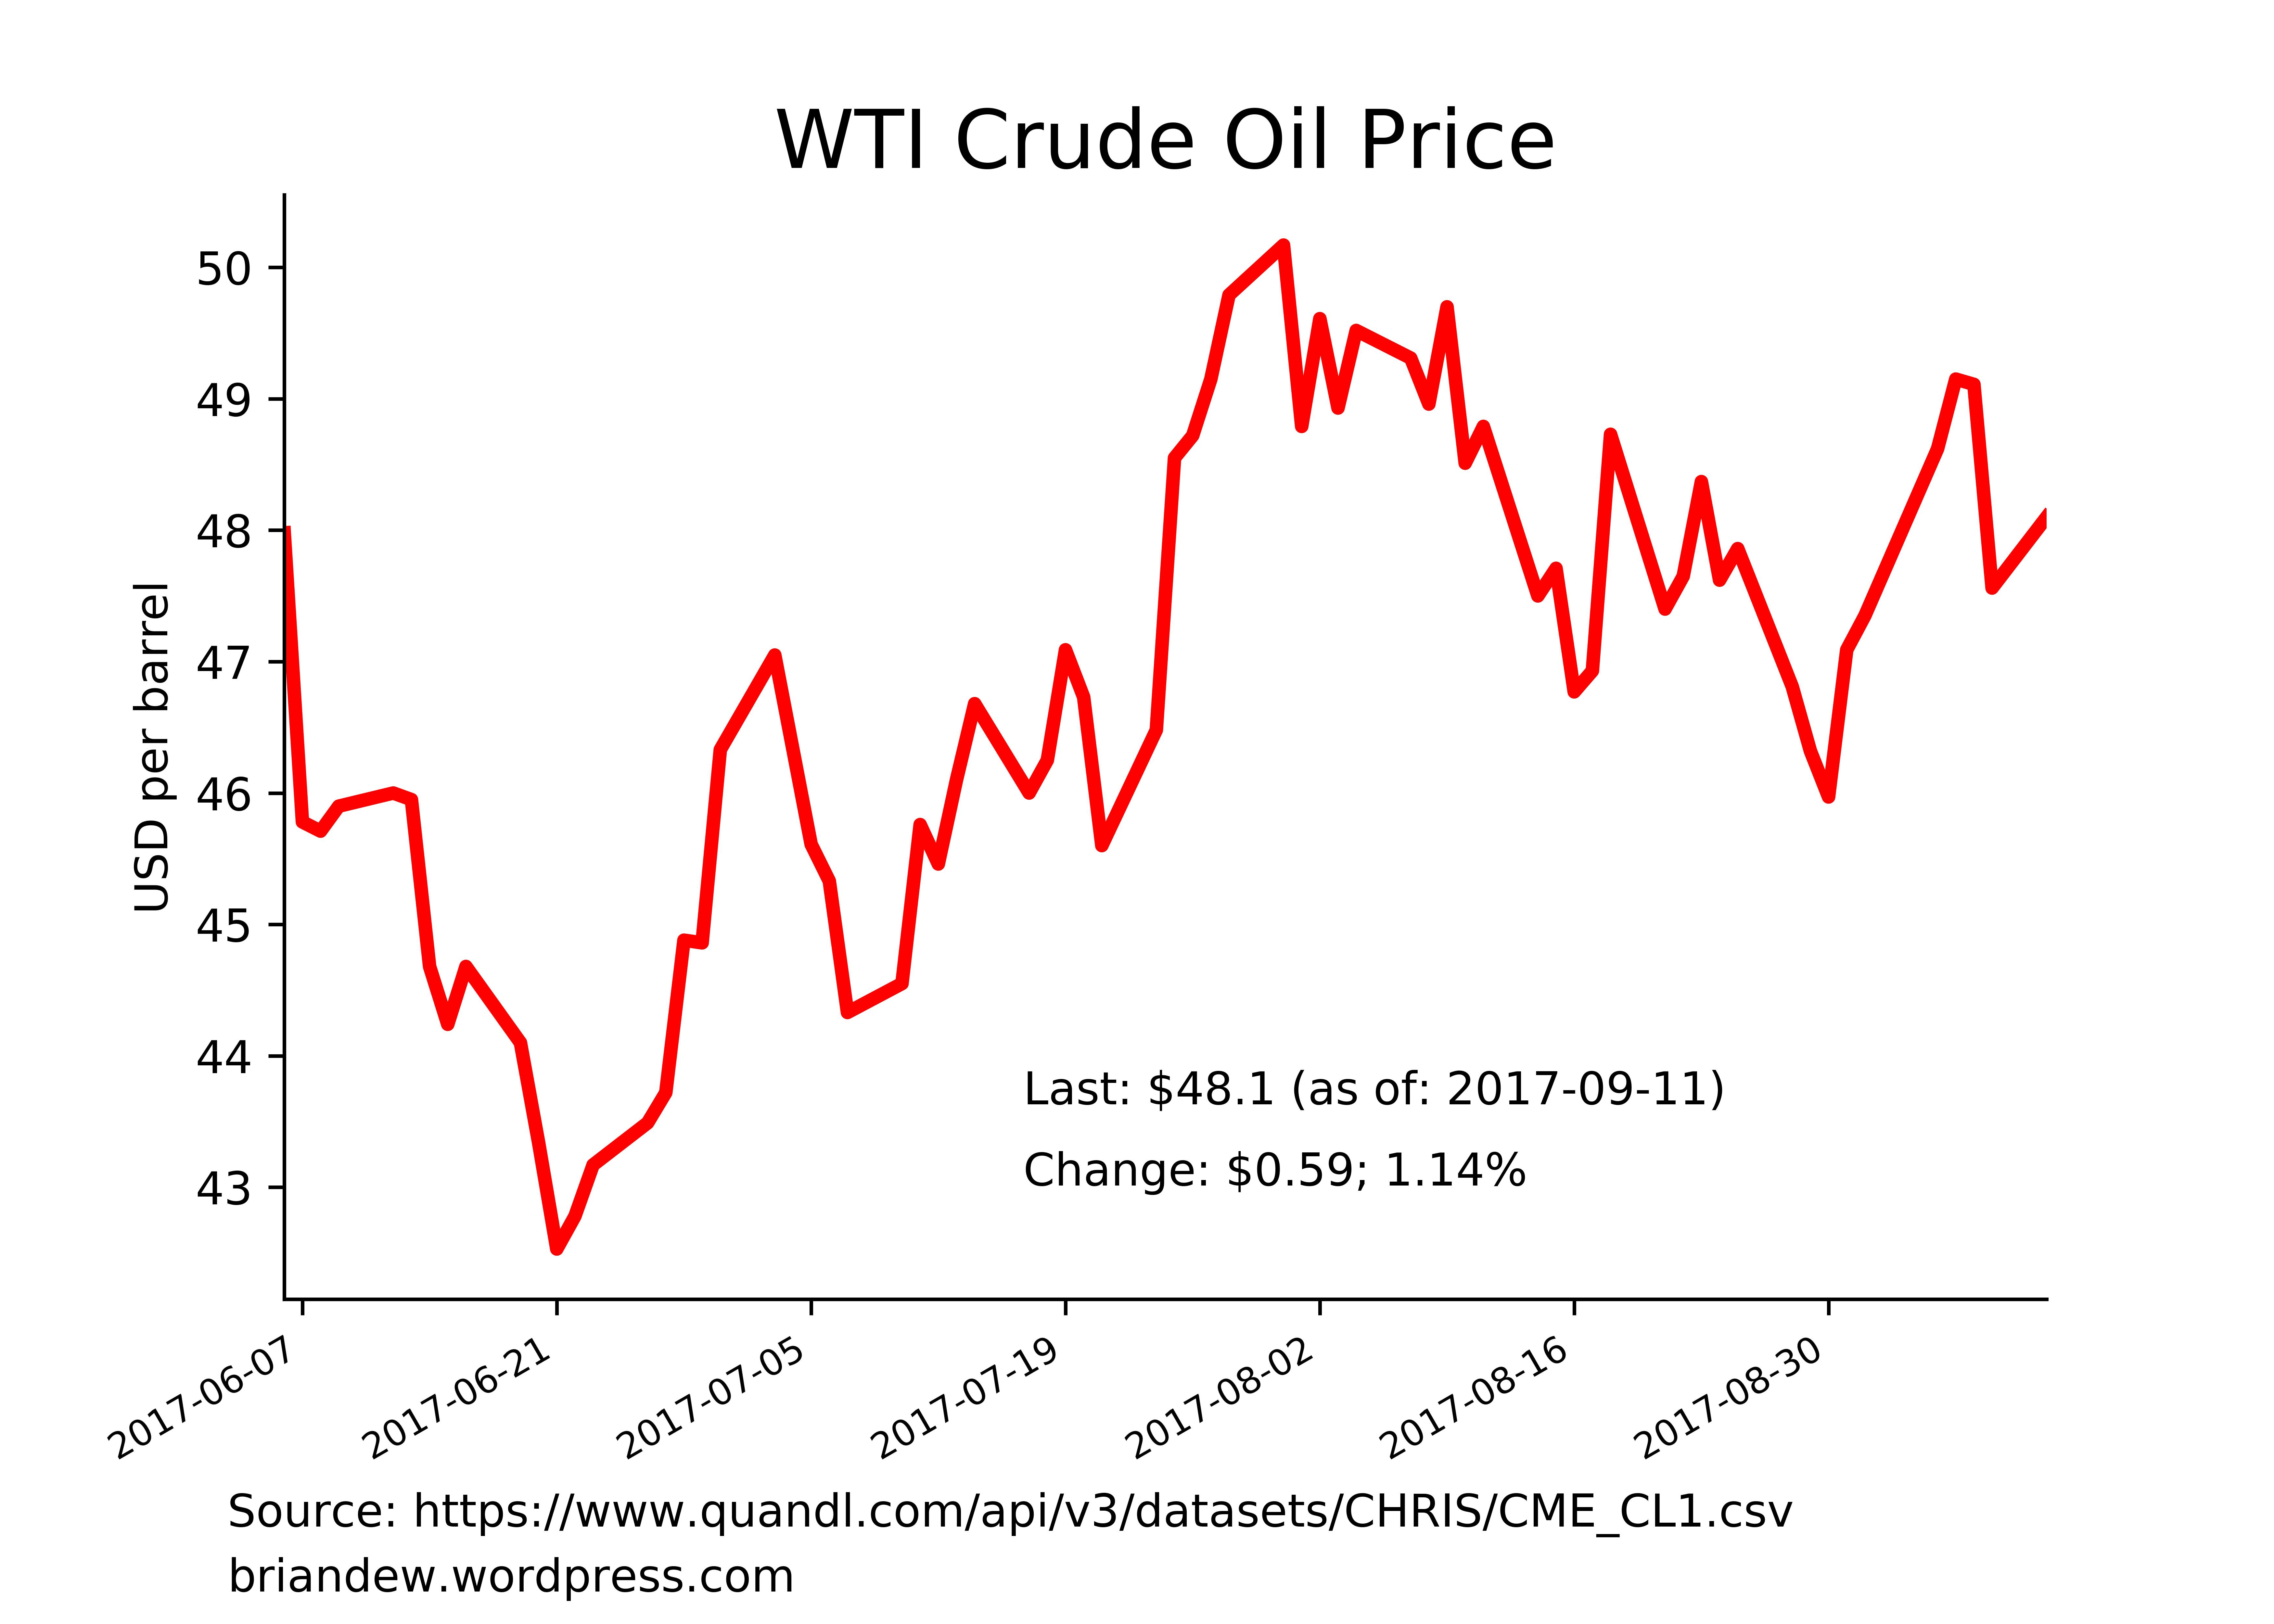 WTI Crude Oil Price
USD per barrel
50
49
48
47
46
45
44
43
Last: $48.1 (as of: 2017-09-11)
Change: $0.59; 1.14%
2017-06-07
2017-06-21
2017-07-05
2017-07-19
2017-08-02
2017-08-16
2017-08-30
Source: https://www.quandl.com/api/v3/datasets/CHRIS/CME_CL1.csv
briandew.wordpress.com